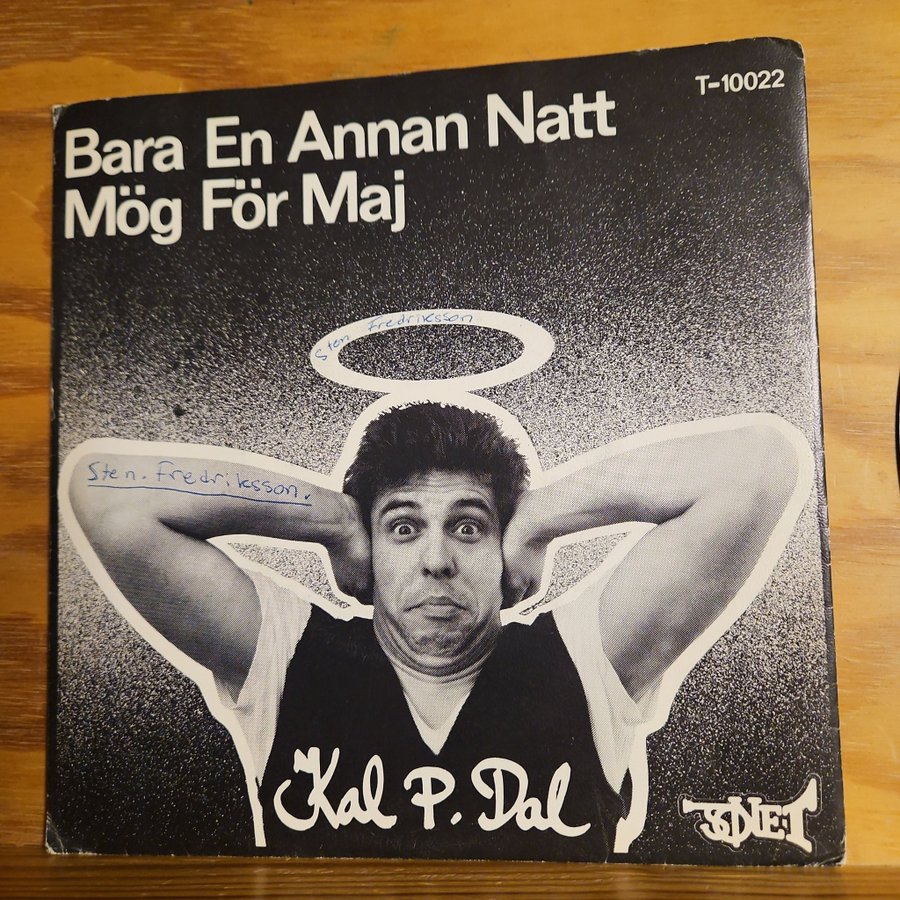 T-10022
Bara En Annan Natt
Mög För Maj
Sten. Fredriksson
Sten. Fredriksson.
Kal P. Dal
SONET